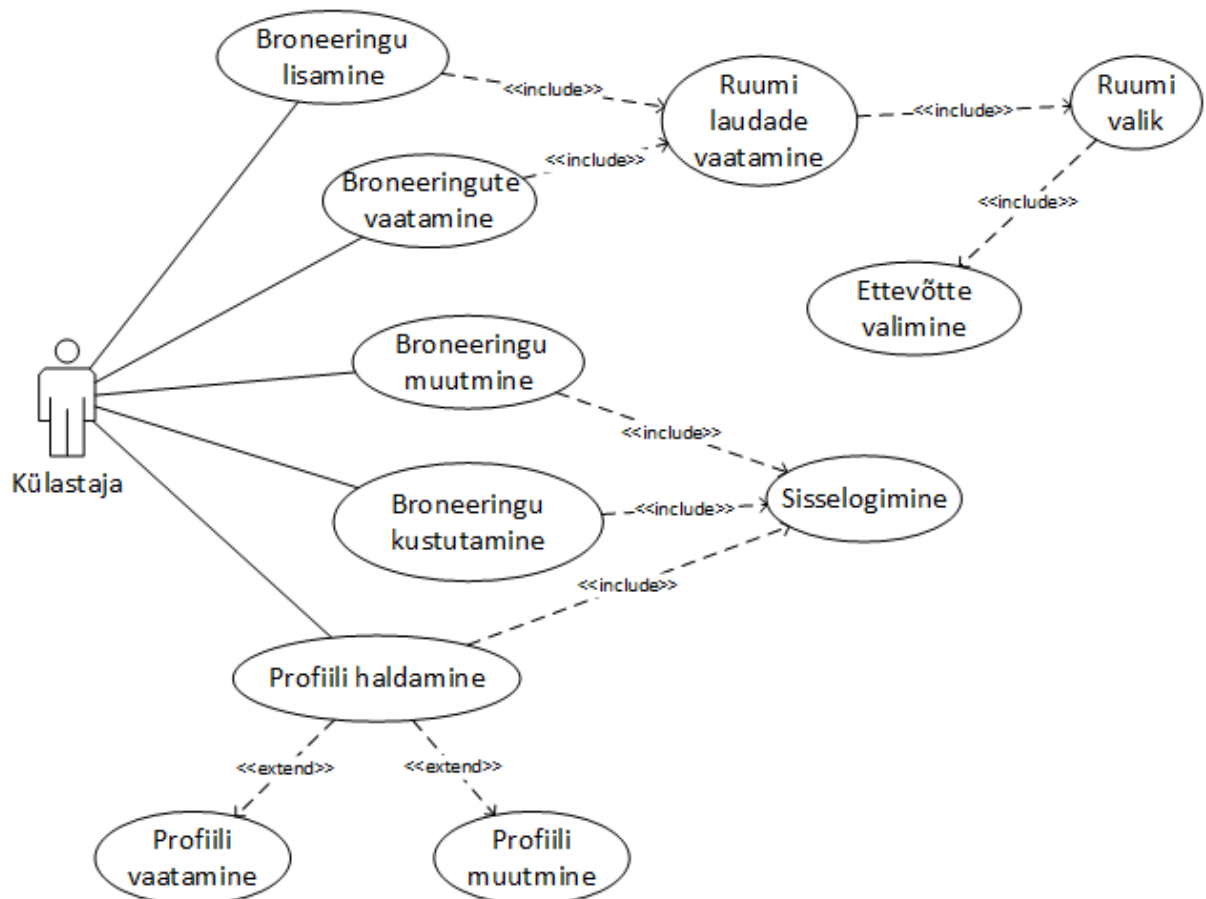 Broneeringu
lisamine
<<include>>
Ruumi
laudade
vaatamine
<<include>>
Ruumi
valik
Broneeringute
vaatamine
<<include>>
<<include>>
Ettevõtte
valimine
Broneeringu
muutmine
<<include>>
Külastaja
Broneeringu
kustutamine
<<include>>
Sisselogimine
<<include>>
Profiili haldamine
<<extend>>
<<extend>>
Profiili
vaatamine
Profiili
muutmine